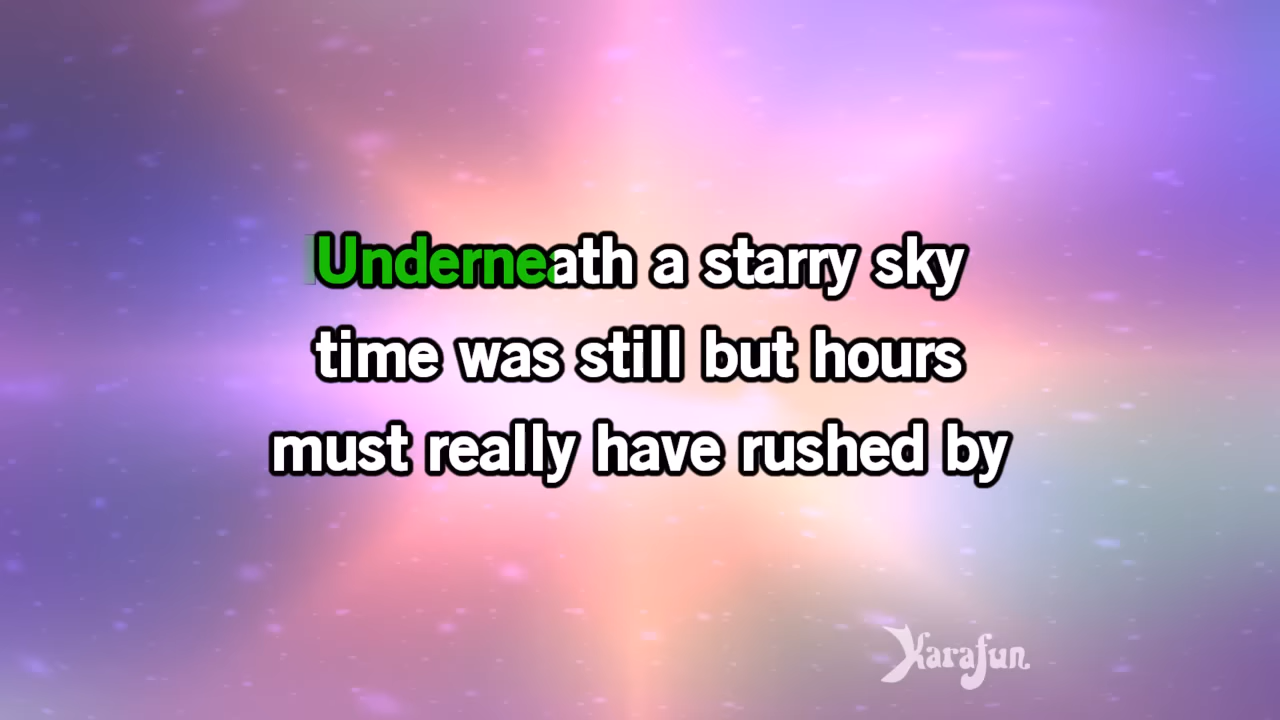 Underneath a starry sky
time was still but hours
must really have rushed by
Karafun